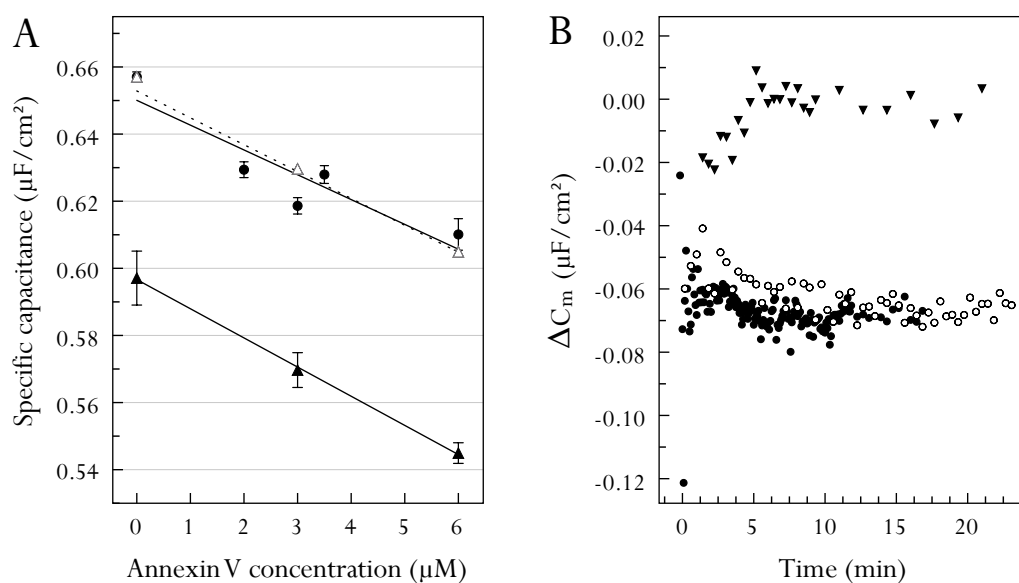 A
Specific capacitance (µF/cm²)
0.66
0.64
0.62
0.60
0.58
0.56
0.54
0 1 2 3 4 5 6
Annexin V concentration (µM)
B
ΔCm (µF/cm²)
0.02
0.00
-0.02
-0.04
-0.06
-0.08
-0.10
-0.12
0 5 10 15 20
Time (min)